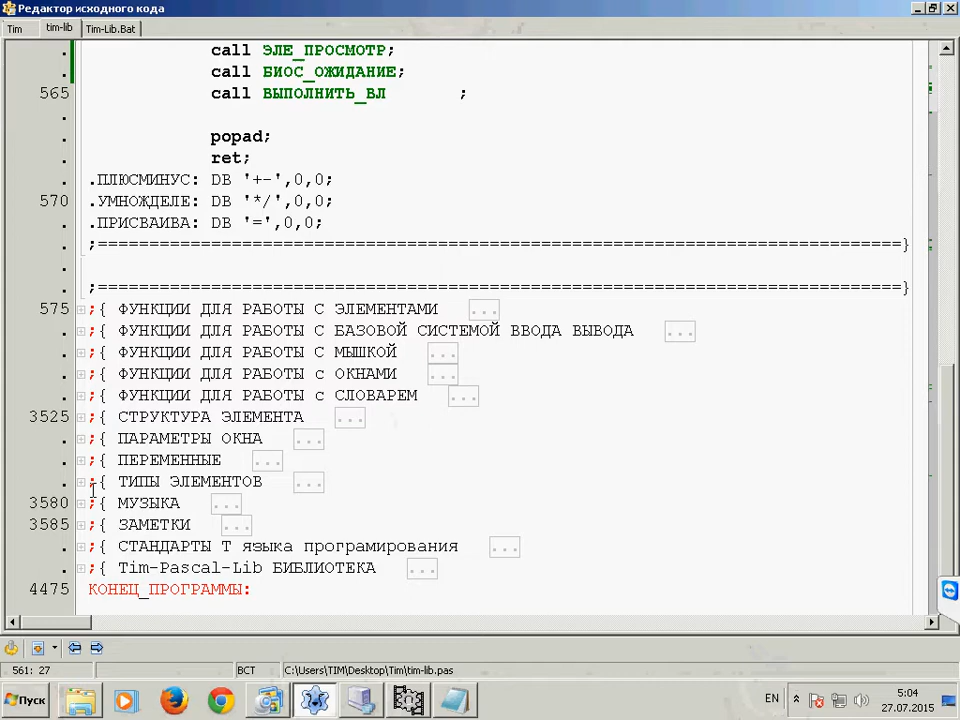 Редактор исходного кода
Tim tim-lib Tim-Lib.Bat
. call ЭЛЕ_ПРОСМОТР;
. call БИОС_ОЖИДАНИЕ;
565 call ВЫПОЛНИТЬ_ВЛ ;
.
. popad;
. ret;
. .ПЛЮСМИНУС: DB '+-',0,0;
570 .УМНОЖДЕЛЕ: DB '*/',0,0;
. .ПРИСВАИВА: DB '=',0,0;
. ;==============================================================================}
.
. ;==============================================================================}
575 ;{ ФУНКЦИИ ДЛЯ РАБОТЫ С ЭЛЕМЕНТАМИ ...
. ;{ ФУНКЦИИ ДЛЯ РАБОТЫ С БАЗОВОЙ СИСТЕМОЙ ВВОДА ВЫВОДА ...
. ;{ ФУНКЦИИ ДЛЯ РАБОТЫ С МЫШКОЙ ...
. ;{ ФУНКЦИИ ДЛЯ РАБОТЫ с ОКНАМИ ...
. ;{ ФУНКЦИИ ДЛЯ РАБОТЫ с СЛОВАРЕМ ...
3525 ;{ СТРУКТУРА ЭЛЕМЕНТА ...
. ;{ ПАРАМЕТРЫ ОКНА ...
. ;{ ПЕРЕМЕННЫЕ ...
. ;{ ТИПЫ ЭЛЕМЕНТОВ ...
3580 ;{ МУЗЫКА ...
3585 ;{ ЗАМЕТКИ ...
. ;{ СТАНДАРТЫ Т языка програмирования ...
. ;{ Tim-Pascal-Lib БИБЛИОТЕКА ...
4475 КОНЕЦ_ПРОГРАММЫ:
561: 27 ВСТ C:\Users\TIM\Desktop\Tim\tim-lib.pas
Пуск EN 5:04
27.07.2015